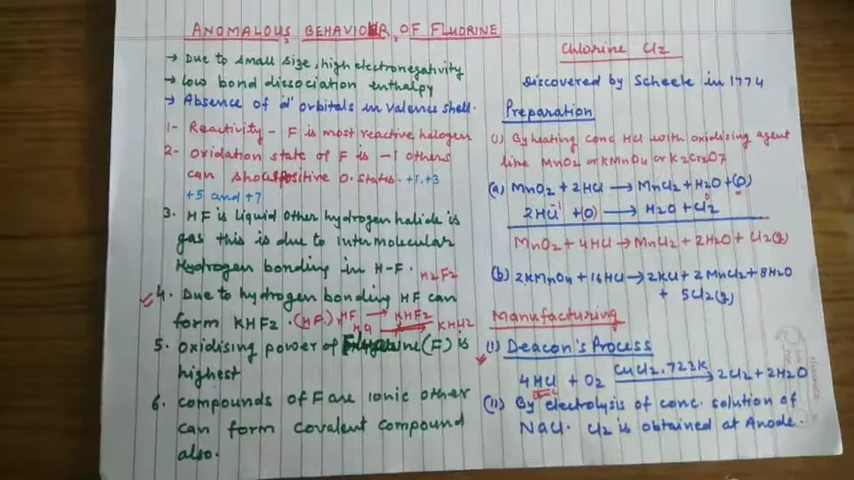 ANOMALOUS BEHAVIOUR OF FLUORINE
→ Due to small size, high electronegativity
→ Low bond dissociation enthalpy
→ Absence of d' orbitals in valence shell.
1- Reactivity - F is most reactive halogen
2- Oxidation state of F is -1 others
can show positive O. states. +1, +3
+5 and +7
3. HF is liquid other hydrogen halide is
gas this is due to intermolecular
Hydrogen bonding in H-F. H2F2
4. Due to hydrogen bonding HF can
form KHF2. (HF) HF → KHF2
5. oxidising power of Fluorine (F) is
highest
6. compounds of F are ionic other
can form covalent compound
also.
Chlorine Cl2
Discovered by Scheele in 1774
Preparation
(i) By heating conc HCl with oxidising agent
like MnO2 or KMnO4 or K2Cr2O7
(a) MnO2 + 2HCl → MnCl2 + H2O + (O)
2HCl -1 + (O) → H2O + Cl2 0
MnO2 + 4HCl → MnCl2 + 2H2O + Cl2(g)
(b) 2KMnO4 + 16HCl → 2KCl + 2MnCl2 + 8H2O
+ 5Cl2(g)
Manufacturing
(i) Deacon's Process
4HCl + O2 CuCl2, 723K → 2Cl2 + 2H2O
(ii) By electrolysis of conc. solution of
NaCl. Cl2 is obtained at Anode.